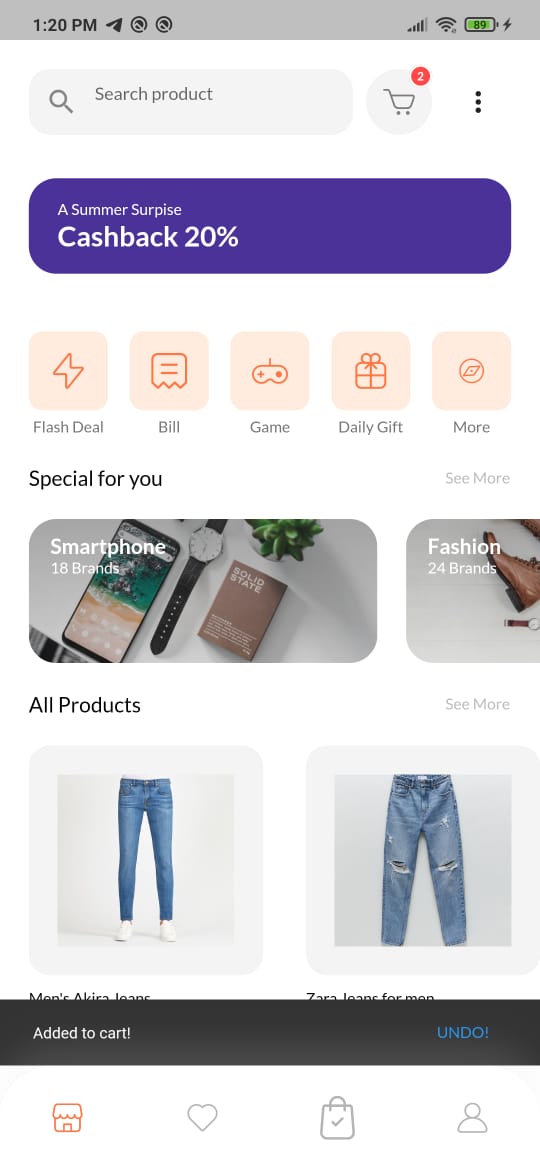 1:20 PM
89
Search product
2
A Summer Surpise
Cashback 20%
Flash Deal
Bill
Game
Daily Gift
More
Special for you
See More
Smartphone
18 Brands
SOLID
STATE
Fashion
24 Brands
All Products
See More
Men's Akira Jeans
Zara Jeans for men
Added to cart!
UNDO!